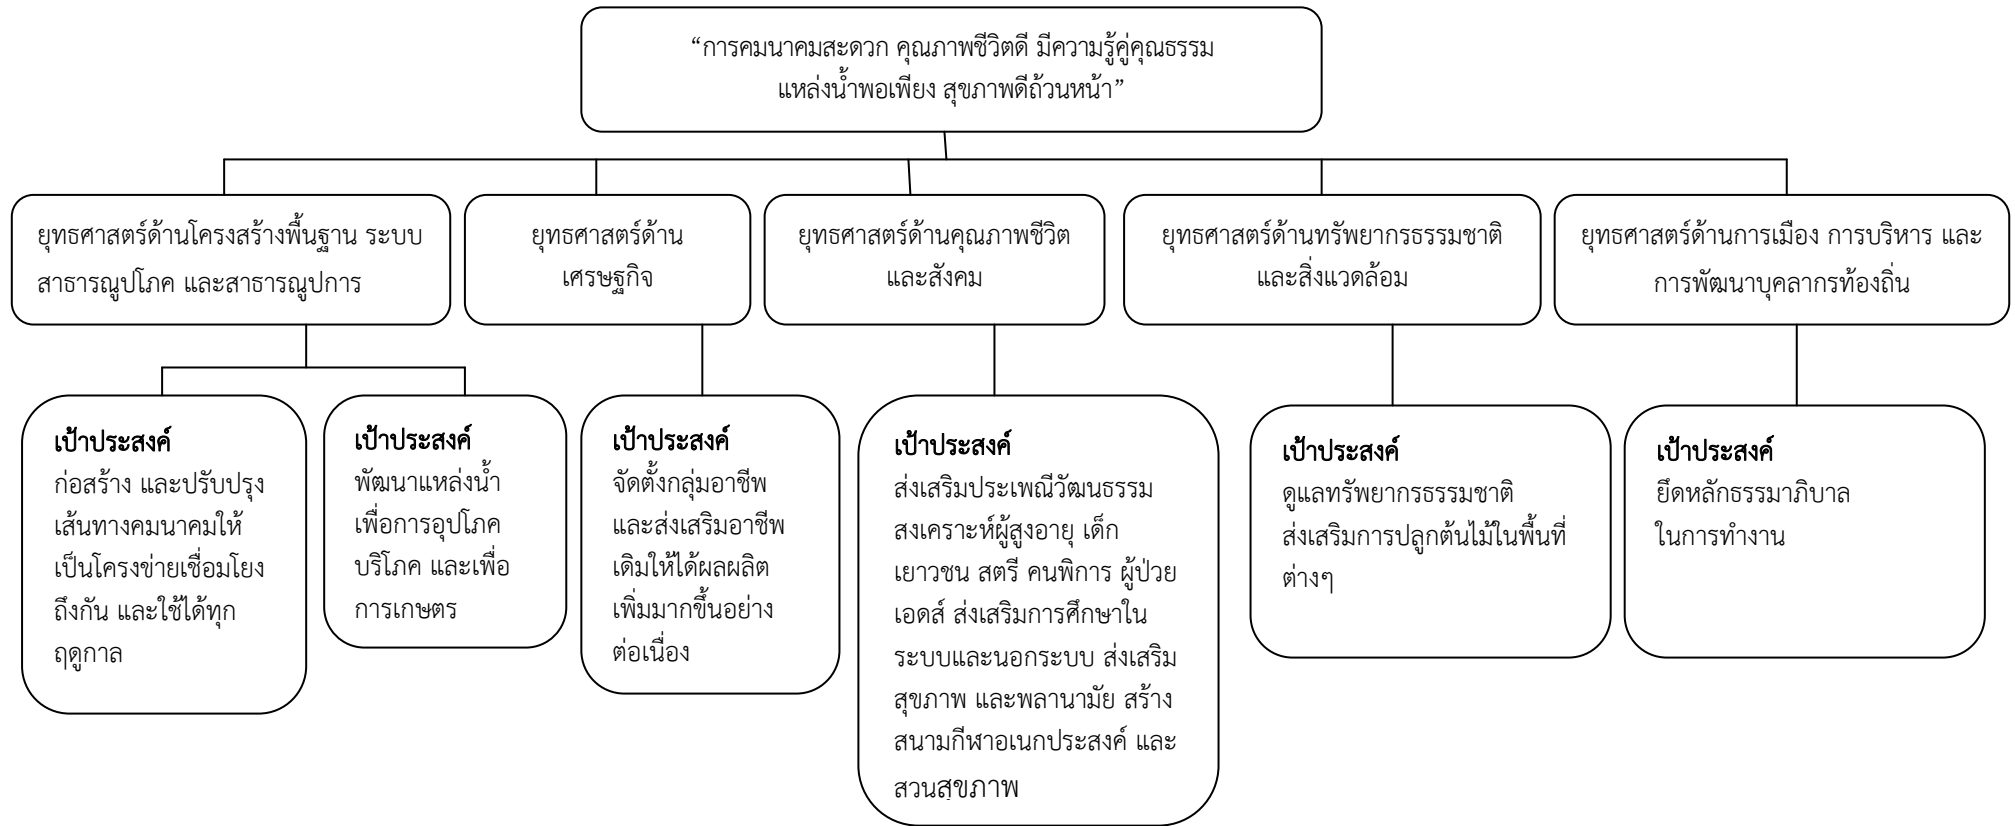 “การคมนาคมสะดวก คุณภาพชีวิตดี มีความรู้คู่คุณธรรม
แหล่งน้ำพอเพียง สุขภาพดีถ้วนหน้า”
ยุทธศาสตร์ด้านโครงสร้างพื้นฐาน ระบบ
สาธารณูปโภค และสาธารณูปการ
ยุทธศาสตร์ด้าน
เศรษฐกิจ
ยุทธศาสตร์ด้านคุณภาพชีวิต
และสังคม
ยุทธศาสตร์ด้านทรัพยากรธรรมชาติ
และสิ่งแวดล้อม
ยุทธศาสตร์ด้านการเมือง การบริหาร และ
การพัฒนาบุคลากรท้องถิ่น
เป้าประสงค์
ก่อสร้าง และปรับปรุง
เส้นทางคมนาคมให้
เป็นโครงข่ายเชื่อมโยง
ถึงกัน และใช้ได้ทุก
ฤดูกาล
เป้าประสงค์
พัฒนาแหล่งน้ำ
เพื่อการอุปโภค
บริโภค และเพื่อ
การเกษตร
เป้าประสงค์
จัดตั้งกลุ่มอาชีพ
และส่งเสริมอาชีพ
เดิมให้ได้ผลผลิต
เพิ่มมากขึ้นอย่าง
ต่อเนื่อง
เป้าประสงค์
ส่งเสริมประเพณีวัฒนธรรม
สงเคราะห์ผู้สูงอายุ เด็ก
เยาวชน สตรี คนพิการ ผู้ป่วย
เอดส์ ส่งเสริมการศึกษาใน
ระบบและนอกระบบ ส่งเสริม
สุขภาพ และพลานามัย สร้าง
สนามกีฬาอเนกประสงค์ และ
สวนสุขภาพ
เป้าประสงค์
ดูแลทรัพยากรธรรมชาติ
ส่งเสริมการปลูกต้นไม้ในพื้นที่
ต่างๆ
เป้าประสงค์
ยึดหลักธรรมาภิบาล
ในการทำงาน